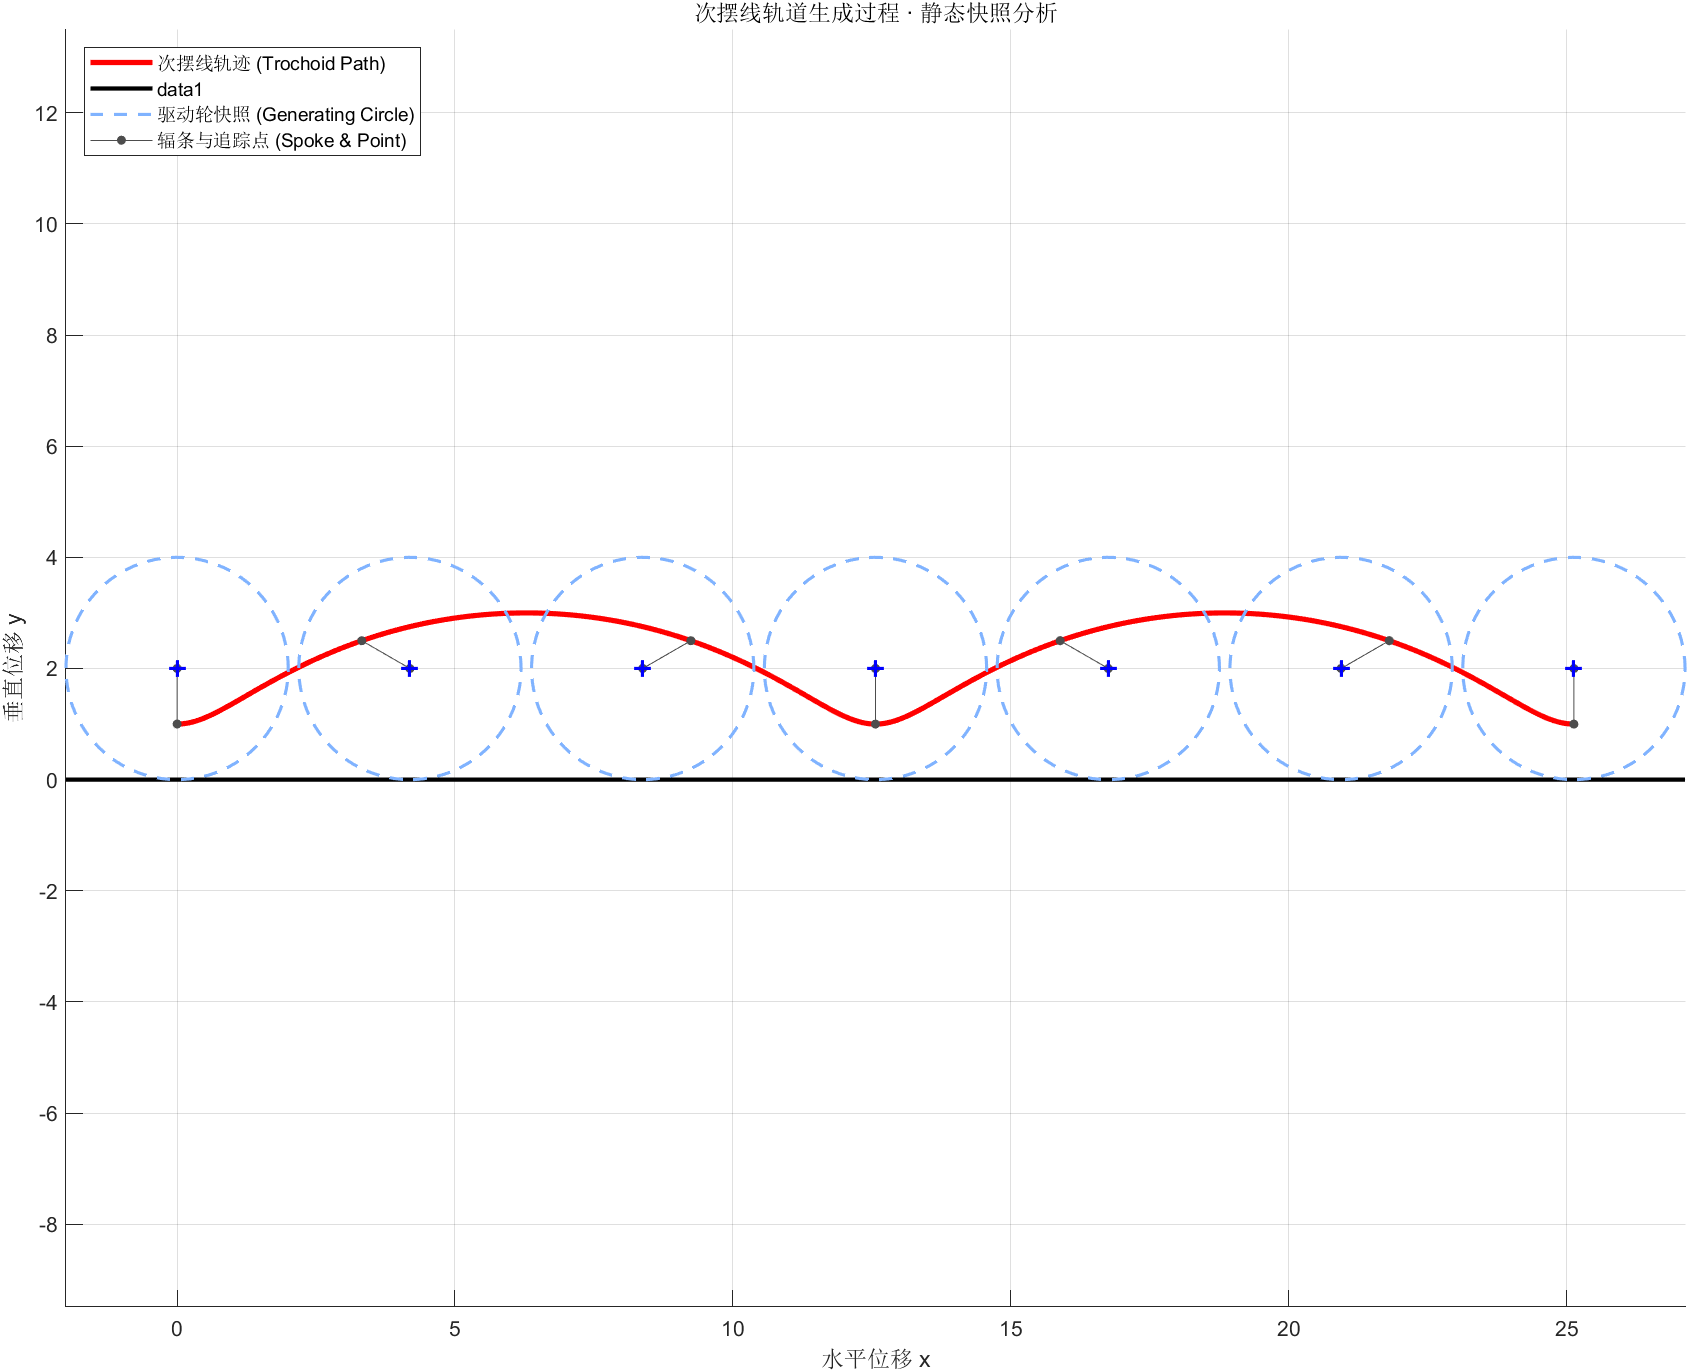 次摆线轨道生成过程 · 静态快照分析
次摆线轨迹 (Trochoid Path)
data1
驱动轮快照 (Generating Circle)
辐条与追踪点 (Spoke & Point)
12
10
8
6
4
2
0
-2
-4
-6
-8
垂直位移 y
0
5
10
15
20
25
水平位移 x